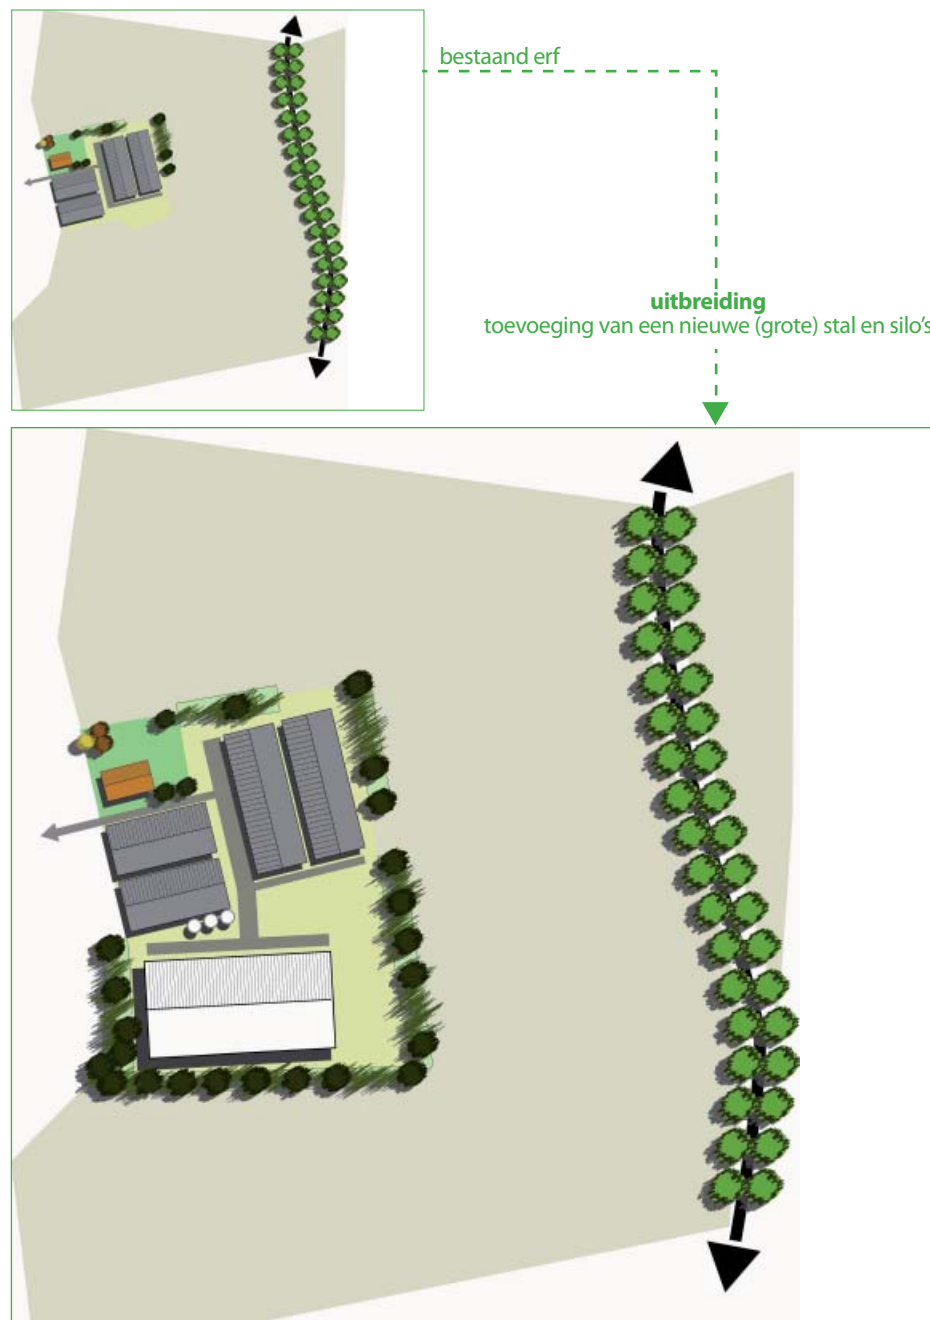 bestaand erf
uitbreiding
toevoeging van een nieuwe (grote) stal en silo's